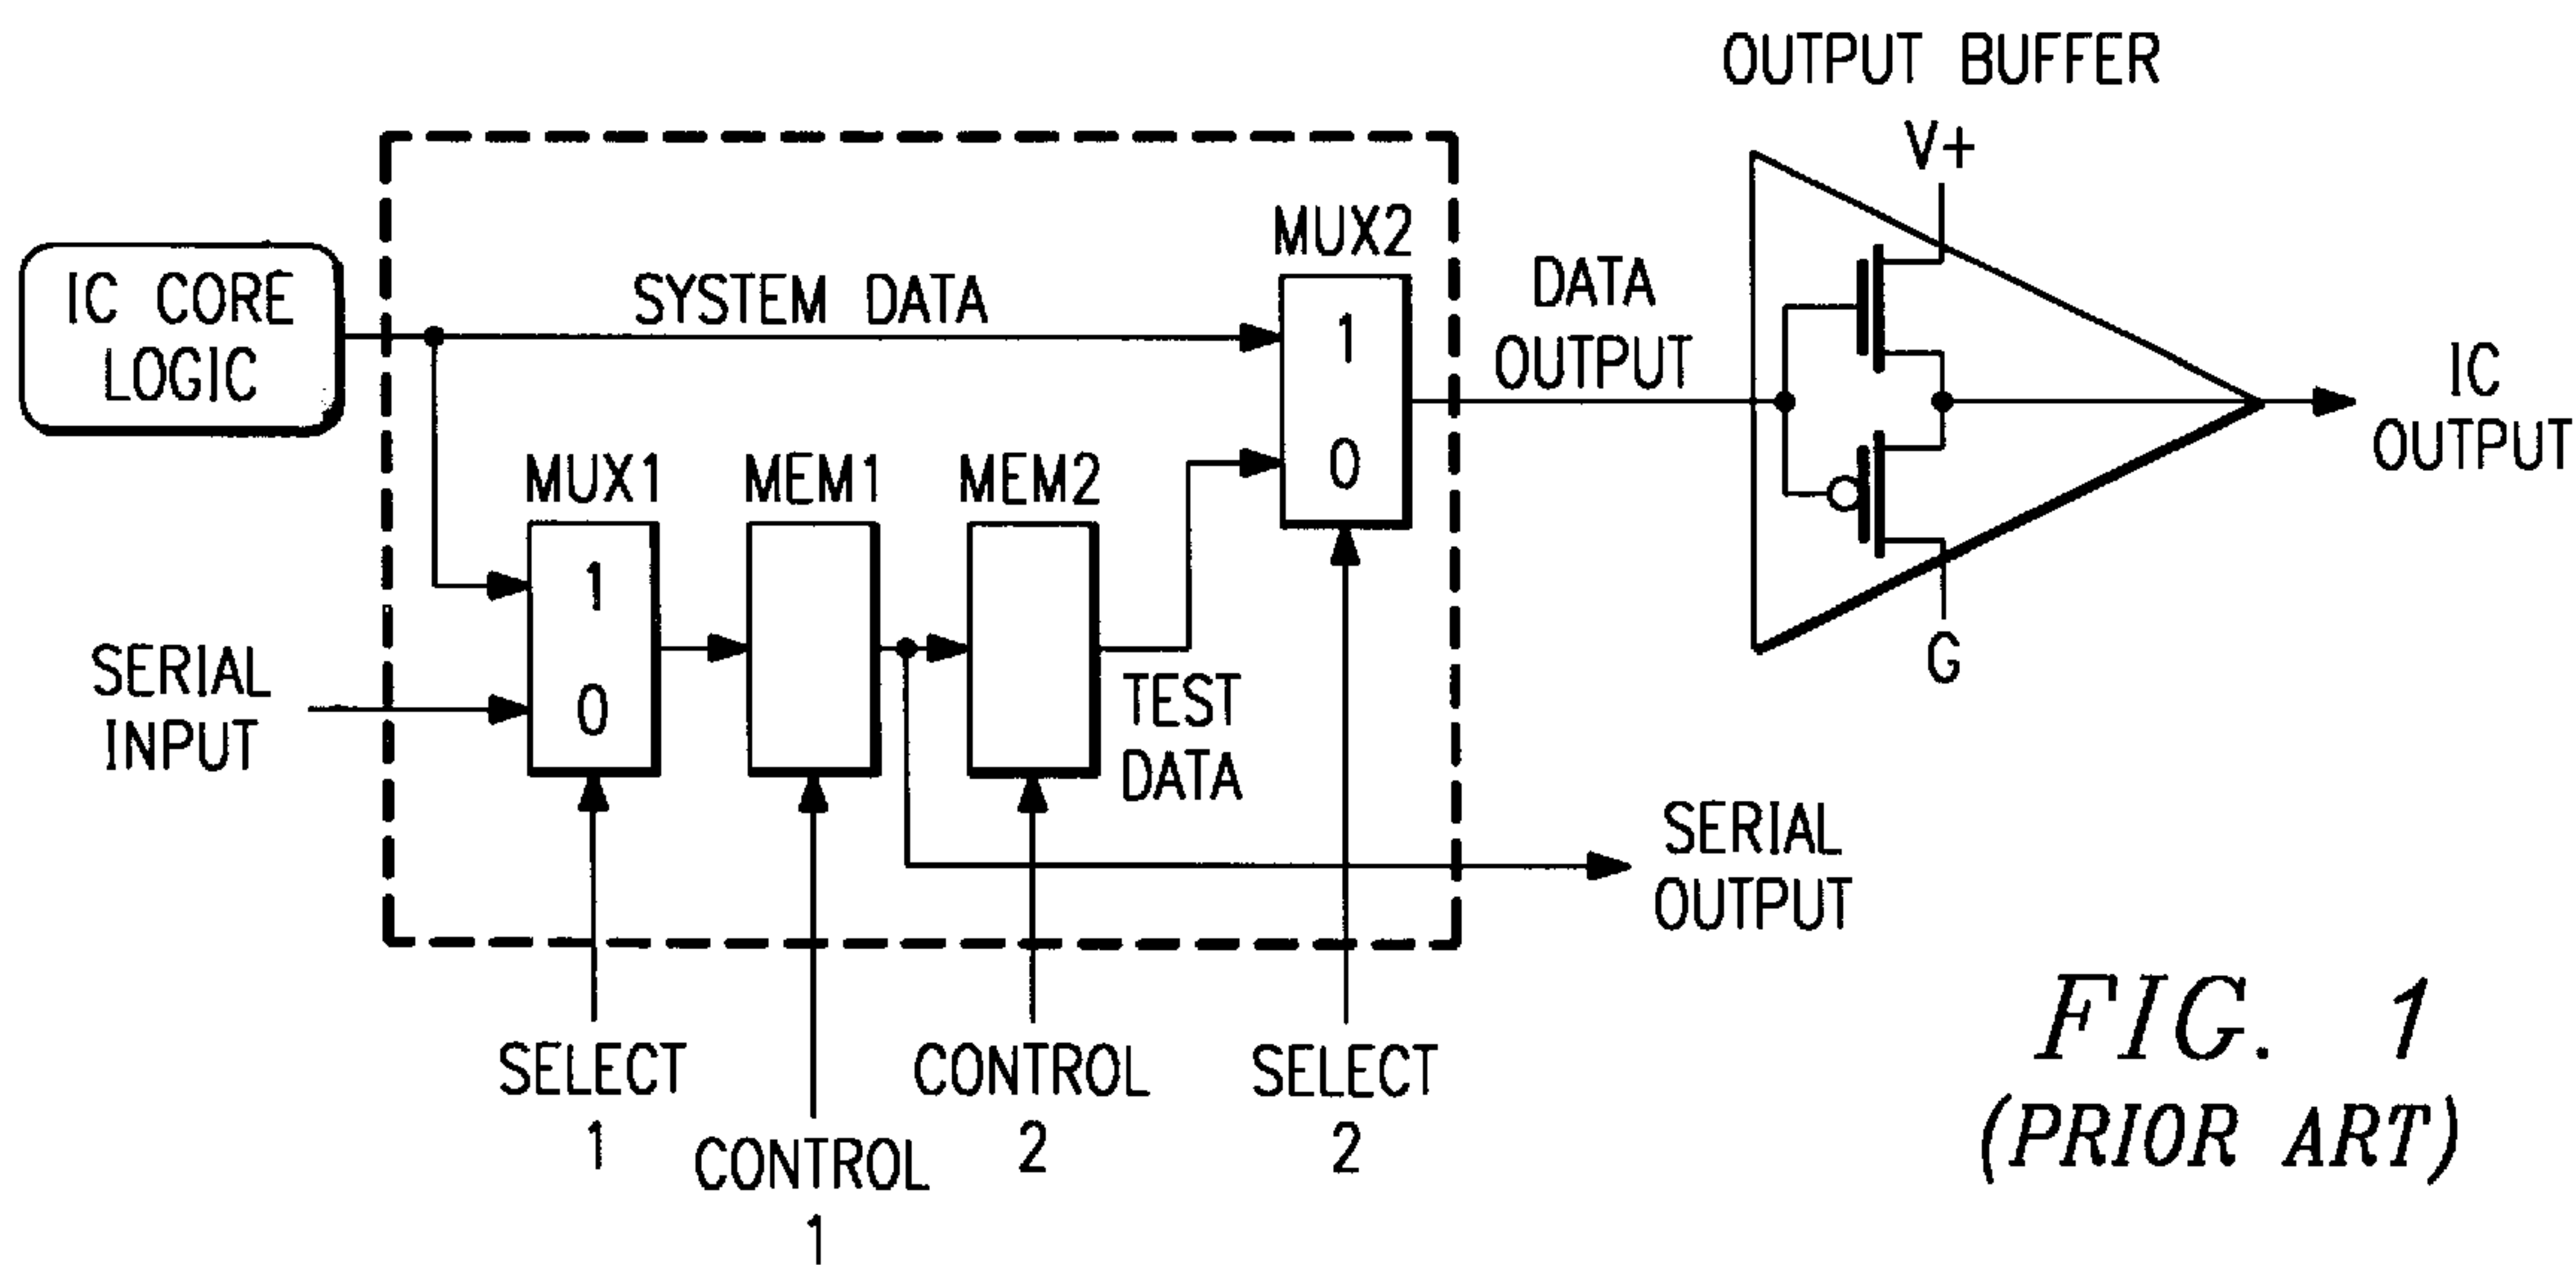 OUTPUT BUFFER
V+
MUX2
IC CORE
LOGIC
SYSTEM DATA
1
0
DATA
OUTPUT
IC
OUTPUT
MUX1
MEM1
MEM2
1
0
SERIAL
INPUT
TEST
DATA
G
SERIAL
OUTPUT
SELECT
1
CONTROL
1
CONTROL
2
SELECT
2
FIG. 1
(PRIOR ART)